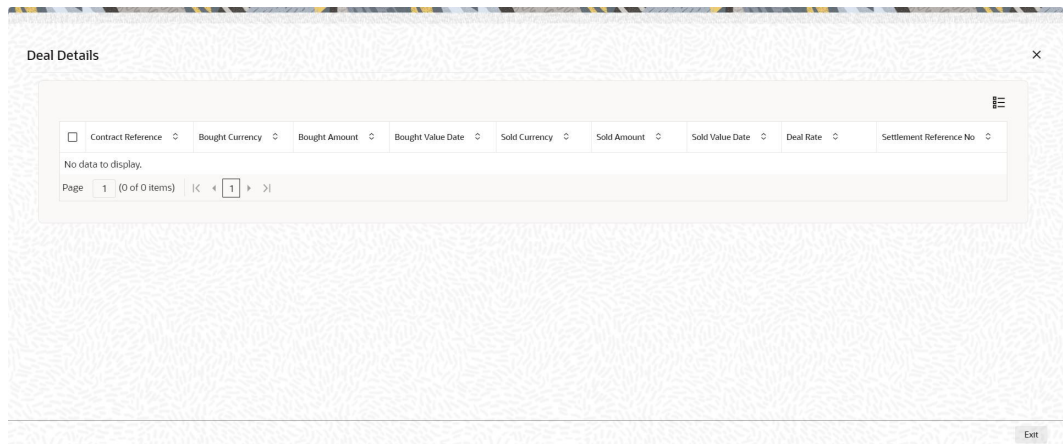 Deal Details
Contract Reference Bought Currency Bought Amount Bought Value Date Sold Currency Sold Amount Sold Value Date Deal Rate Settlement Reference No
No data to display.
Page 1 (0 of 0 items) 1
Exit